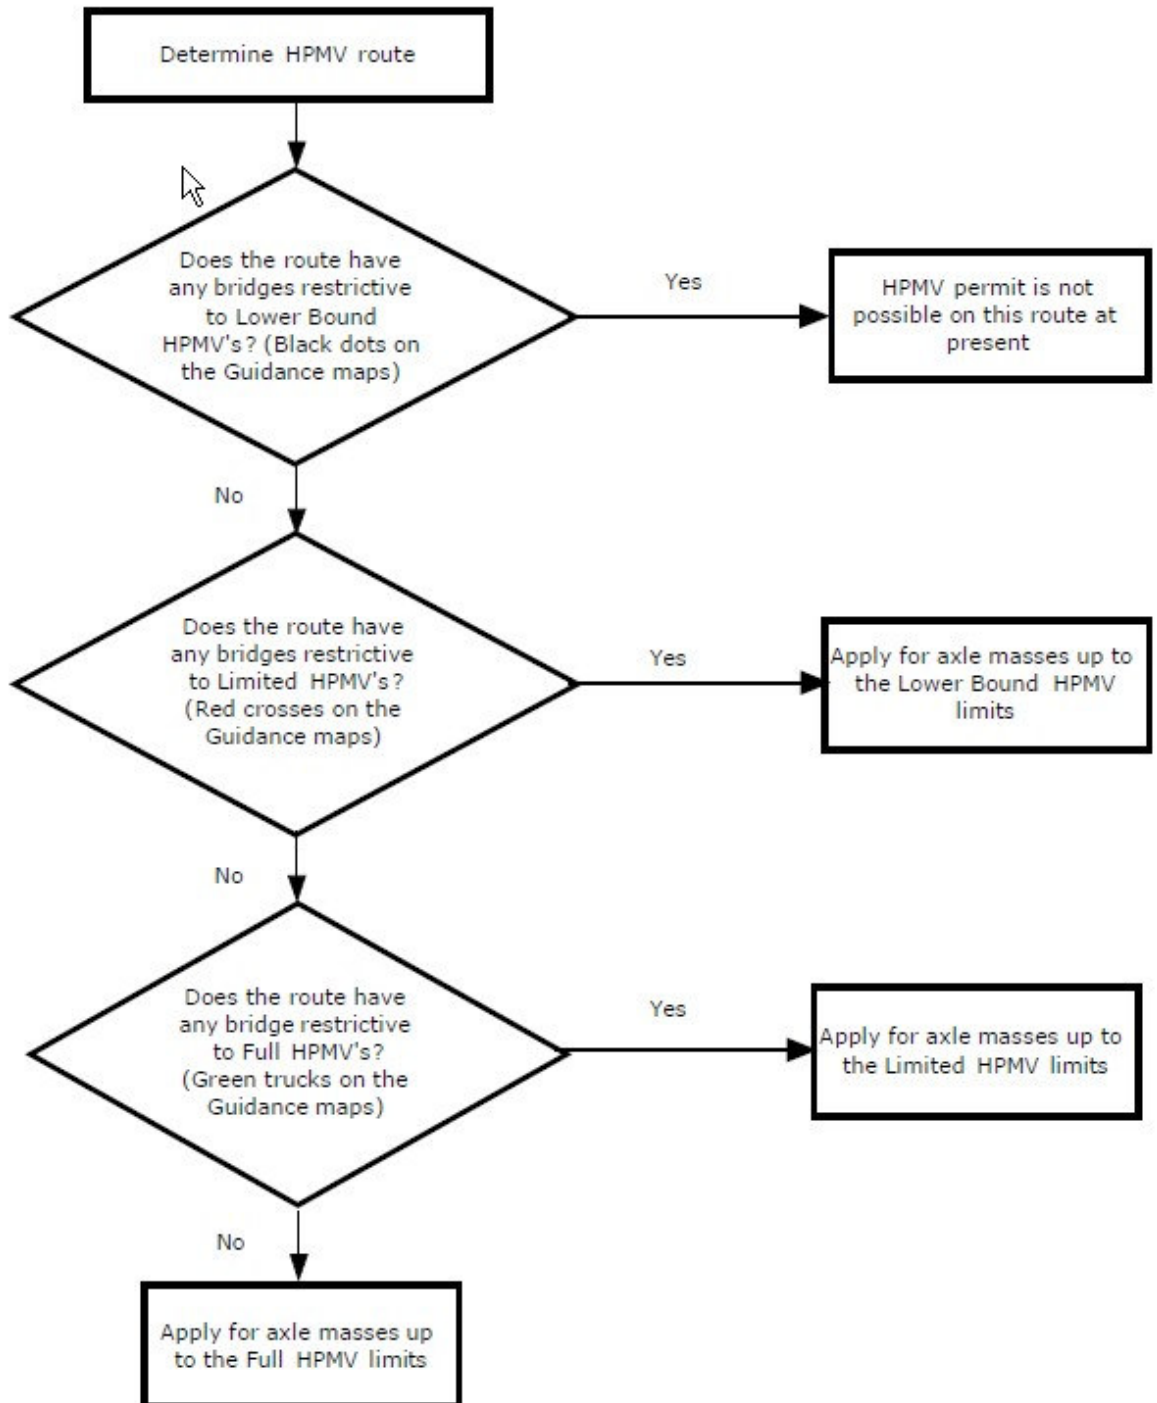 Determine HPMV route
Does the route have
any bridges restrictive
to Lower Bound
HPMV's? (Black dots on
the Guidance maps)
Yes
HPMV permit is not
possible on this route at
present
No
Does the route have
any bridges restrictive
to Limited HPMV's?
(Red crosses on the
Guidance maps)
Yes
Apply for axle masses up to
the Lower Bound HPMV
limits
No
Does the route have
any bridge restrictive
to Full HPMV's?
(Green trucks on the
Guidance maps)
Yes
Apply for axle masses up to
the Limited HPMV limits
No
Apply for axle masses up
to the Full HPMV limits